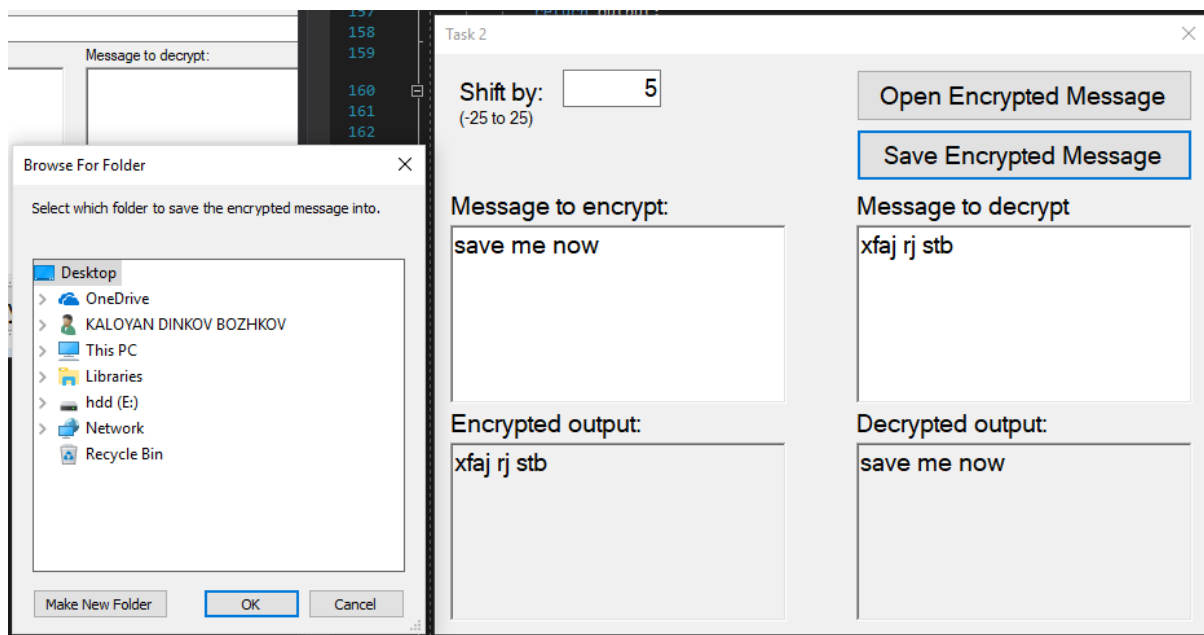 157
return output;
158
159
160
161
162
Message to decrypt:
Browse For Folder
Select which folder to save the encrypted message into.
Desktop
OneDrive
KALOYAN DINKOV BOZHKOV
This PC
Libraries
hdd (E:)
Network
Recycle Bin
Make New Folder
OK
Cancel
Task 2
Shift by:
5
(-25 to 25)
Open Encrypted Message
Save Encrypted Message
Message to encrypt:
save me now
Message to decrypt
xfaj rj stb
Encrypted output:
xfaj rj stb
Decrypted output:
save me now